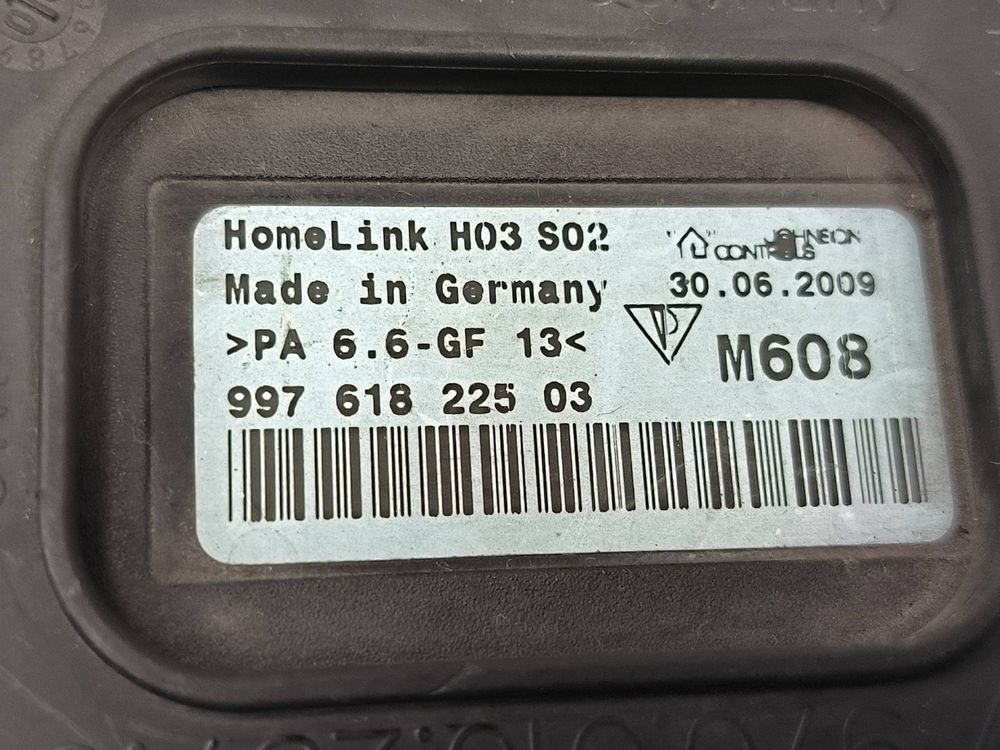 HomeLink H03 S02
JOHNSON
CONTROLS
Made in Germany
30.06.2009
>PA 6.6-GF 13<
M608
997 618 225 03